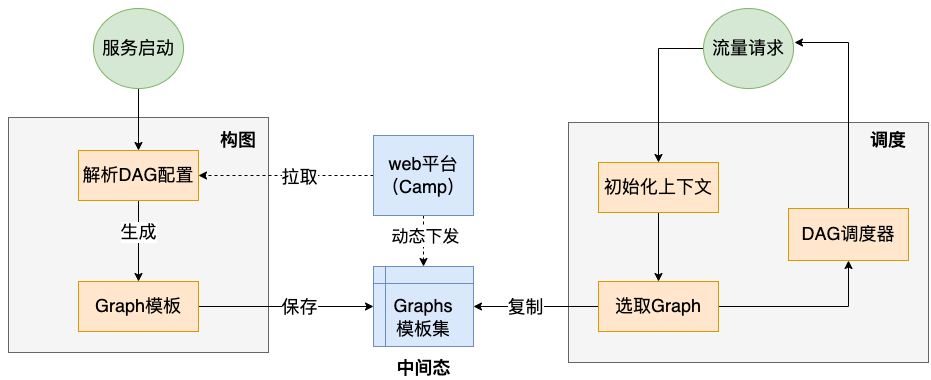 服务启动
流量请求
构图
调度
解析DAG配置
拉取
web平台
（Camp）
初始化上下文
生成
动态下发
DAG调度器
Graph模板
保存
Graphs
模板集
复制
选取Graph
中间态